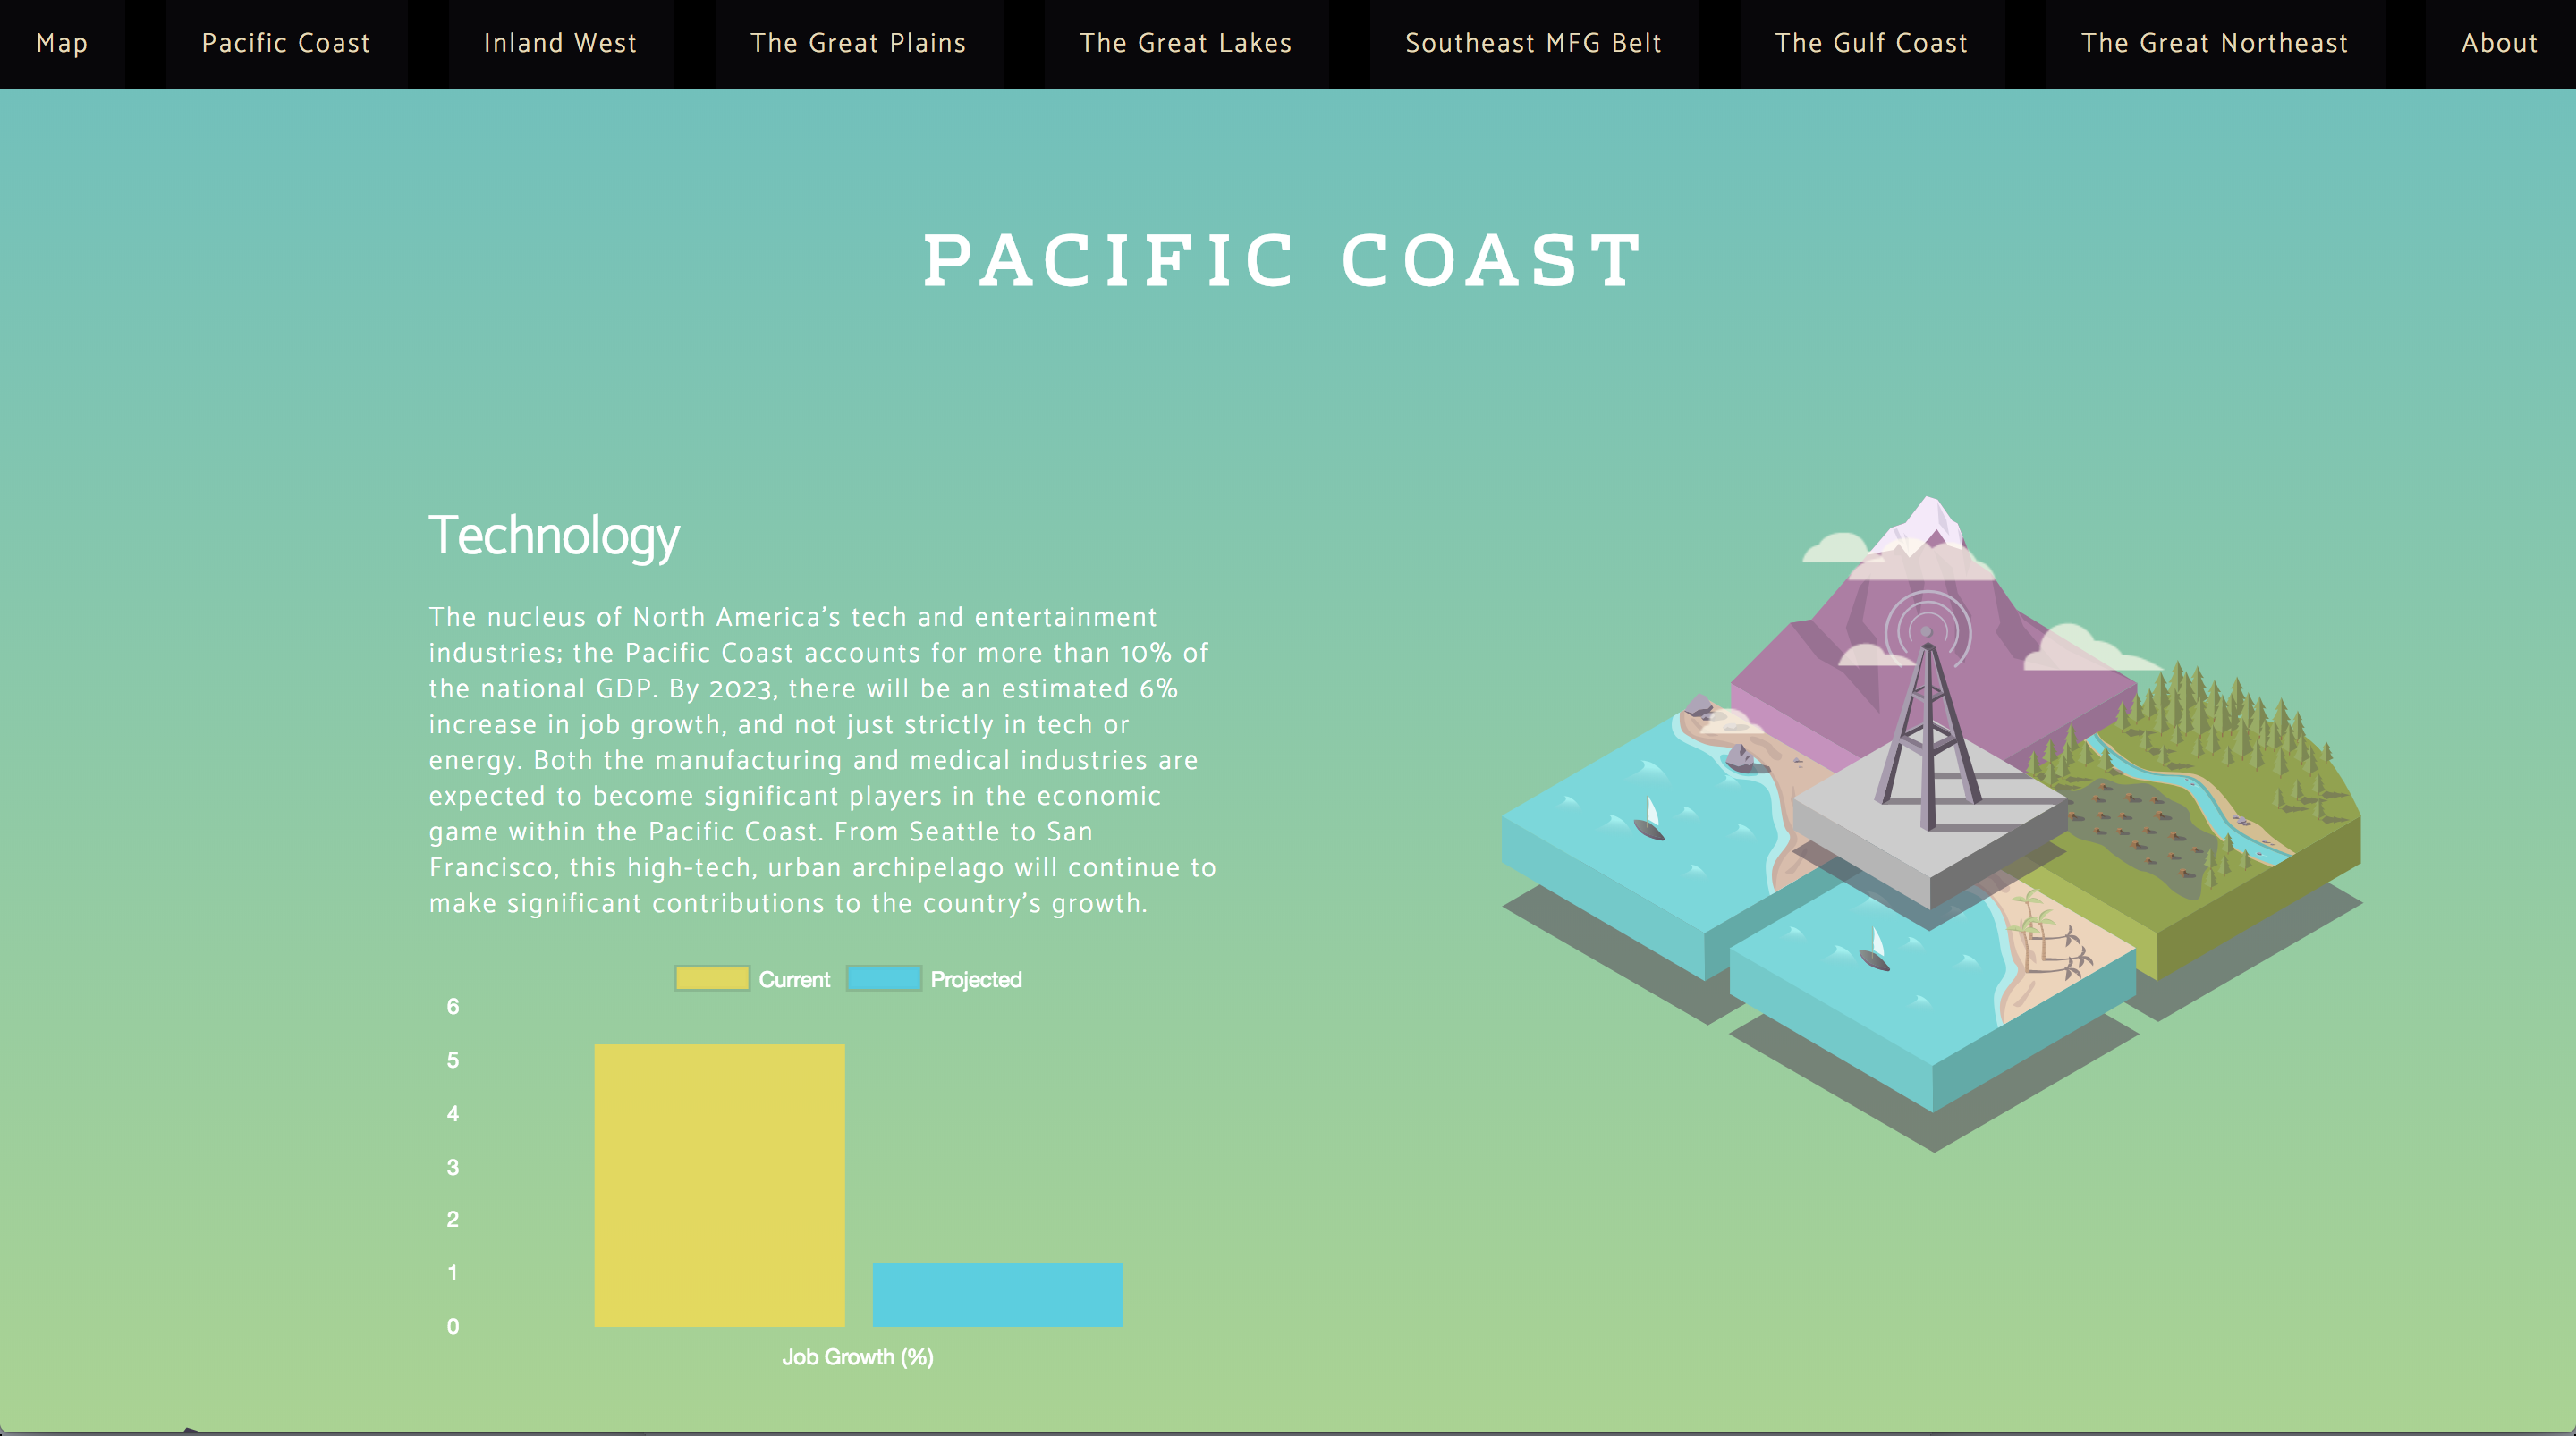 Map Pacific Coast Inland West The Great Plains The Great Lakes Southeast MFG Belt The Gulf Coast The Great Northeast About
PACIFIC COAST
Technology
The nucleus of North America’s tech and entertainment
industries; the Pacific Coast accounts for more than 10% of
the national GDP. By 2023, there will be an estimated 6%
increase in job growth, and not just strictly in tech or
energy. Both the manufacturing and medical industries are
expected to become significant players in the economic
game within the Pacific Coast. From Seattle to San
Francisco, this high-tech, urban archipelago will continue to
make significant contributions to the country’s growth.
Current Projected
6
5
4
3
2
1
0
Job Growth (%)